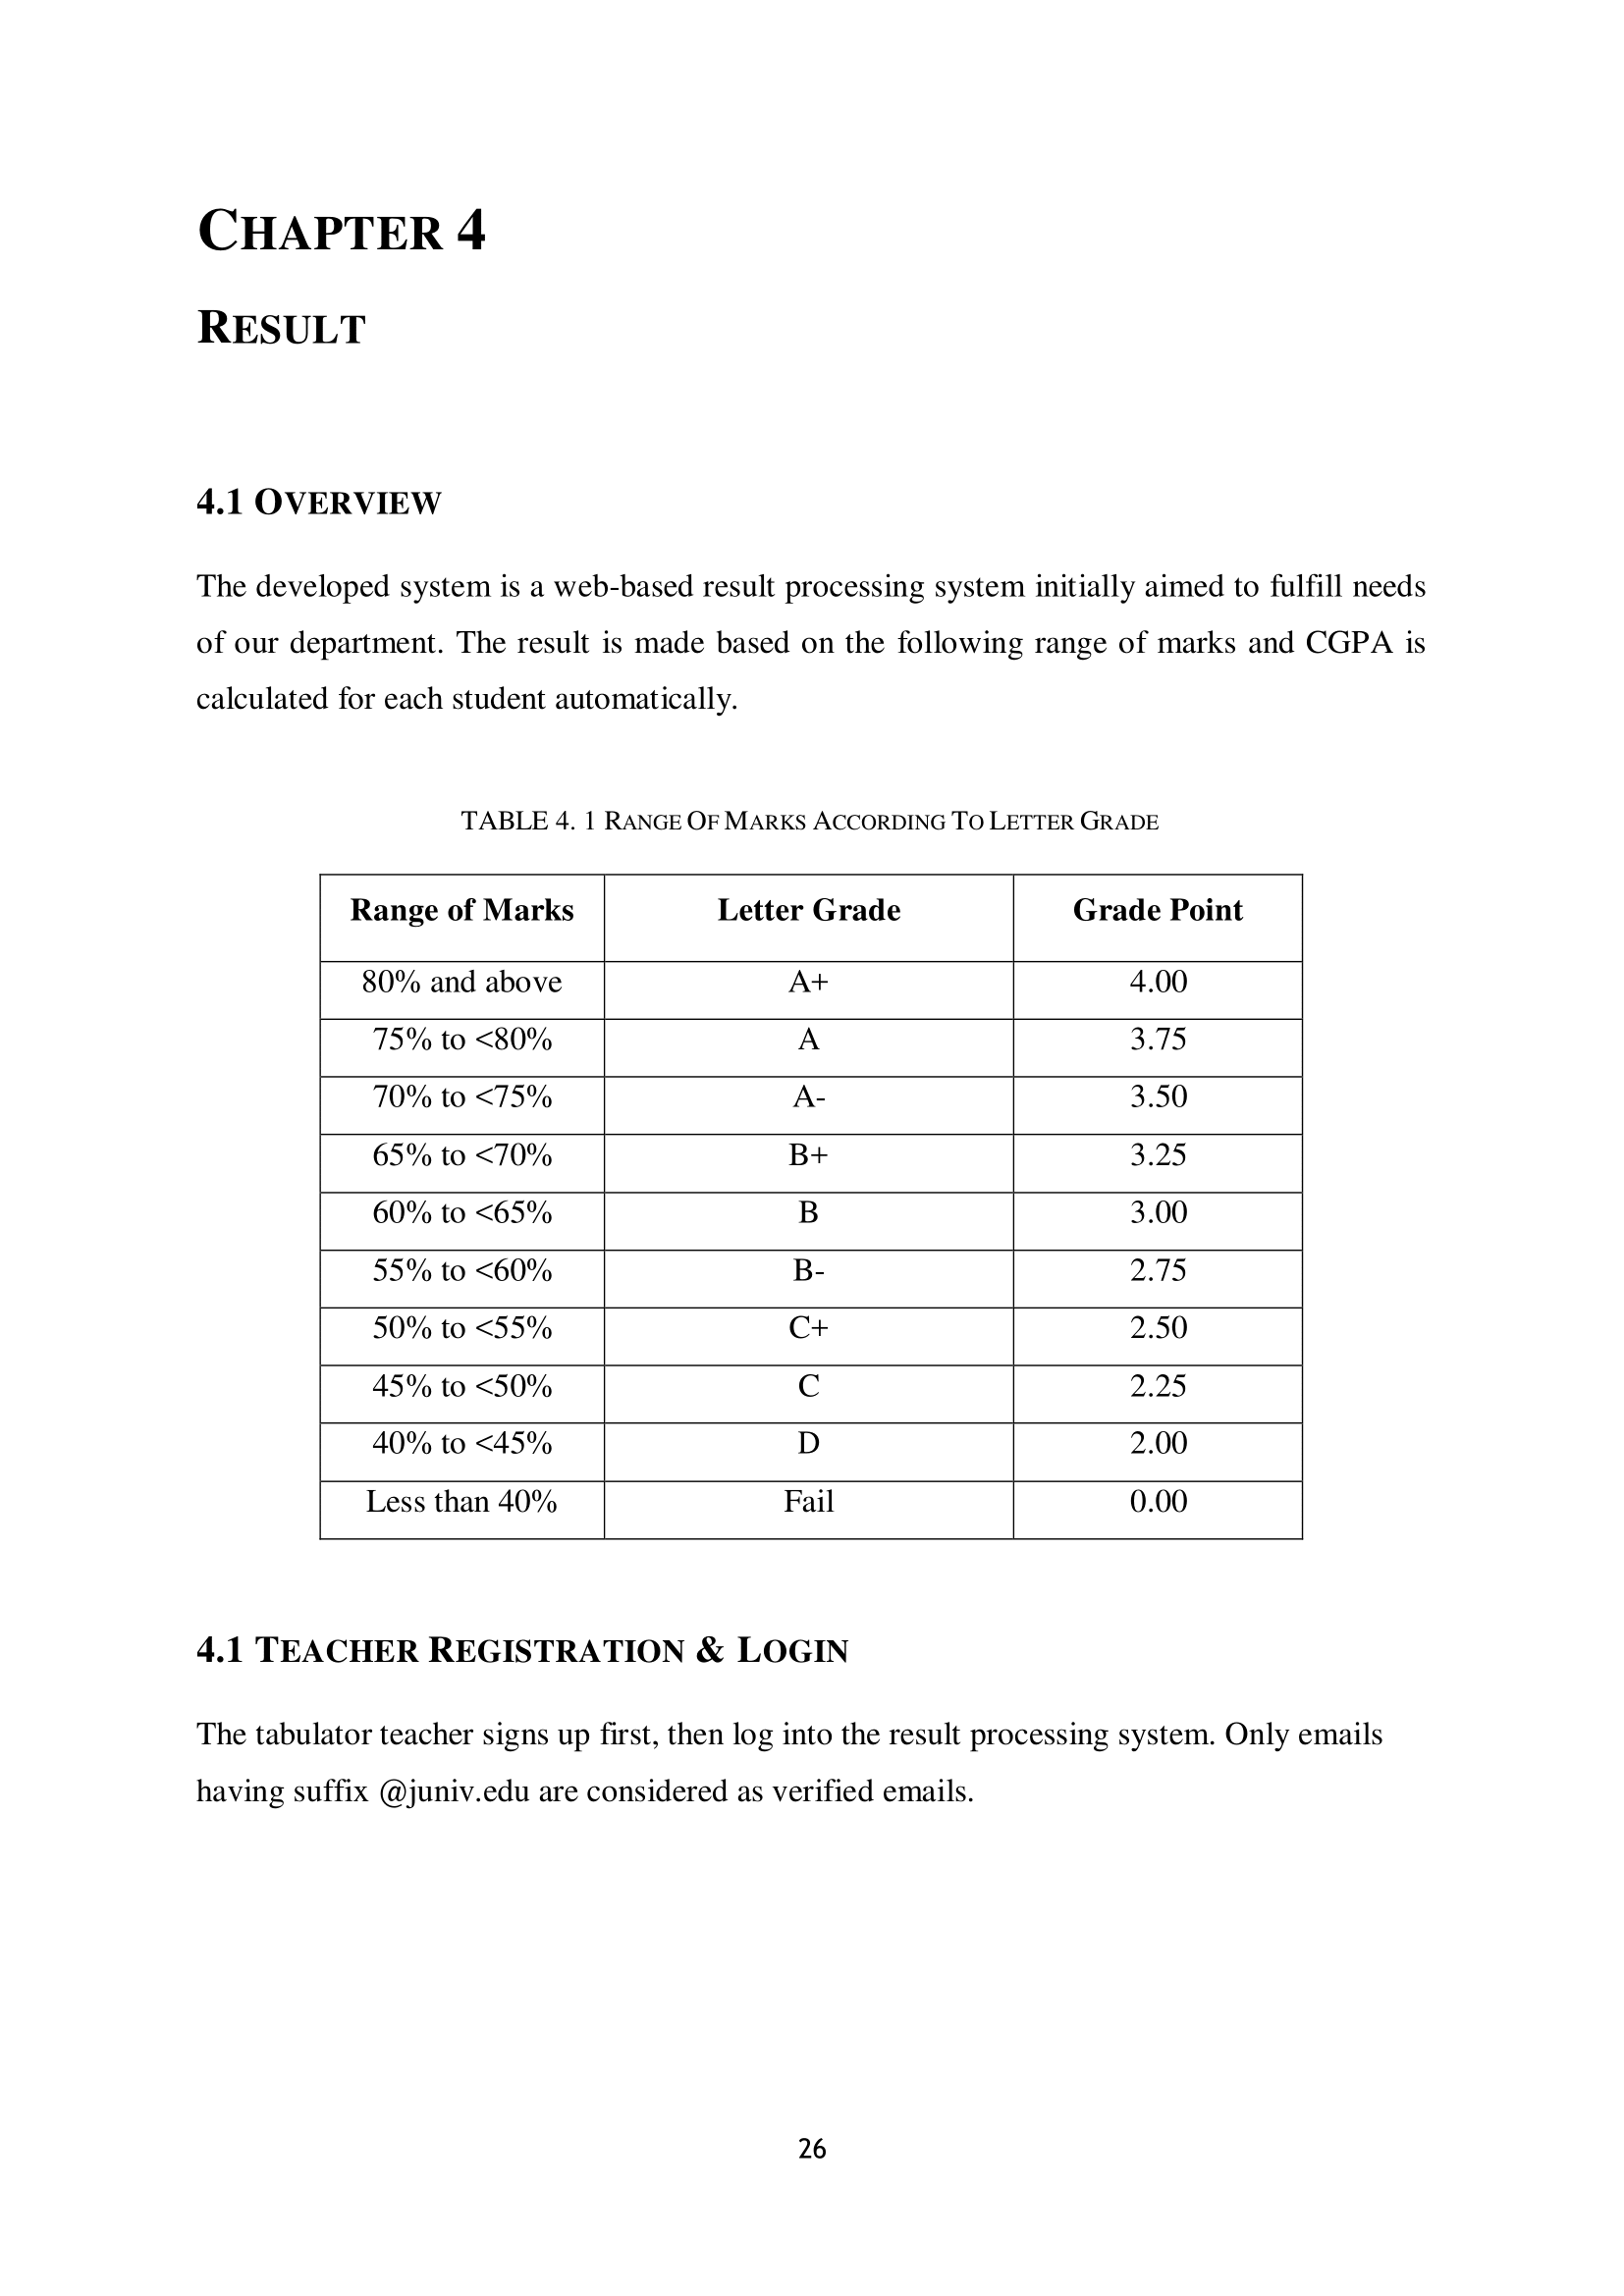 CHAPTER 4
RESULT
4.1 OVERVIEW
The developed system is a web-based result processing system initially aimed to fulfill needs
of our department. The result is made based on the following range of marks and CGPA is
calculated for each student automatically.
TABLE 4. 1 RANGE OF MARKS ACCORDING TO LETTER GRADE
Range of Marks Letter Grade Grade Point
80% and above A+ 4.00
75% to <80% A 3.75
70% to <75% A- 3.50
65% to <70% B+ 3.25
60% to <65% B 3.00
55% to <60% B- 2.75
50% to <55% C+ 2.50
45% to <50% C 2.25
40% to <45% D 2.00
Less than 40% Fail 0.00
4.1 TEACHER REGISTRATION & LOGIN
The tabulator teacher signs up first, then log into the result processing system. Only emails
having suffix @juniv.edu are considered as verified emails.
26